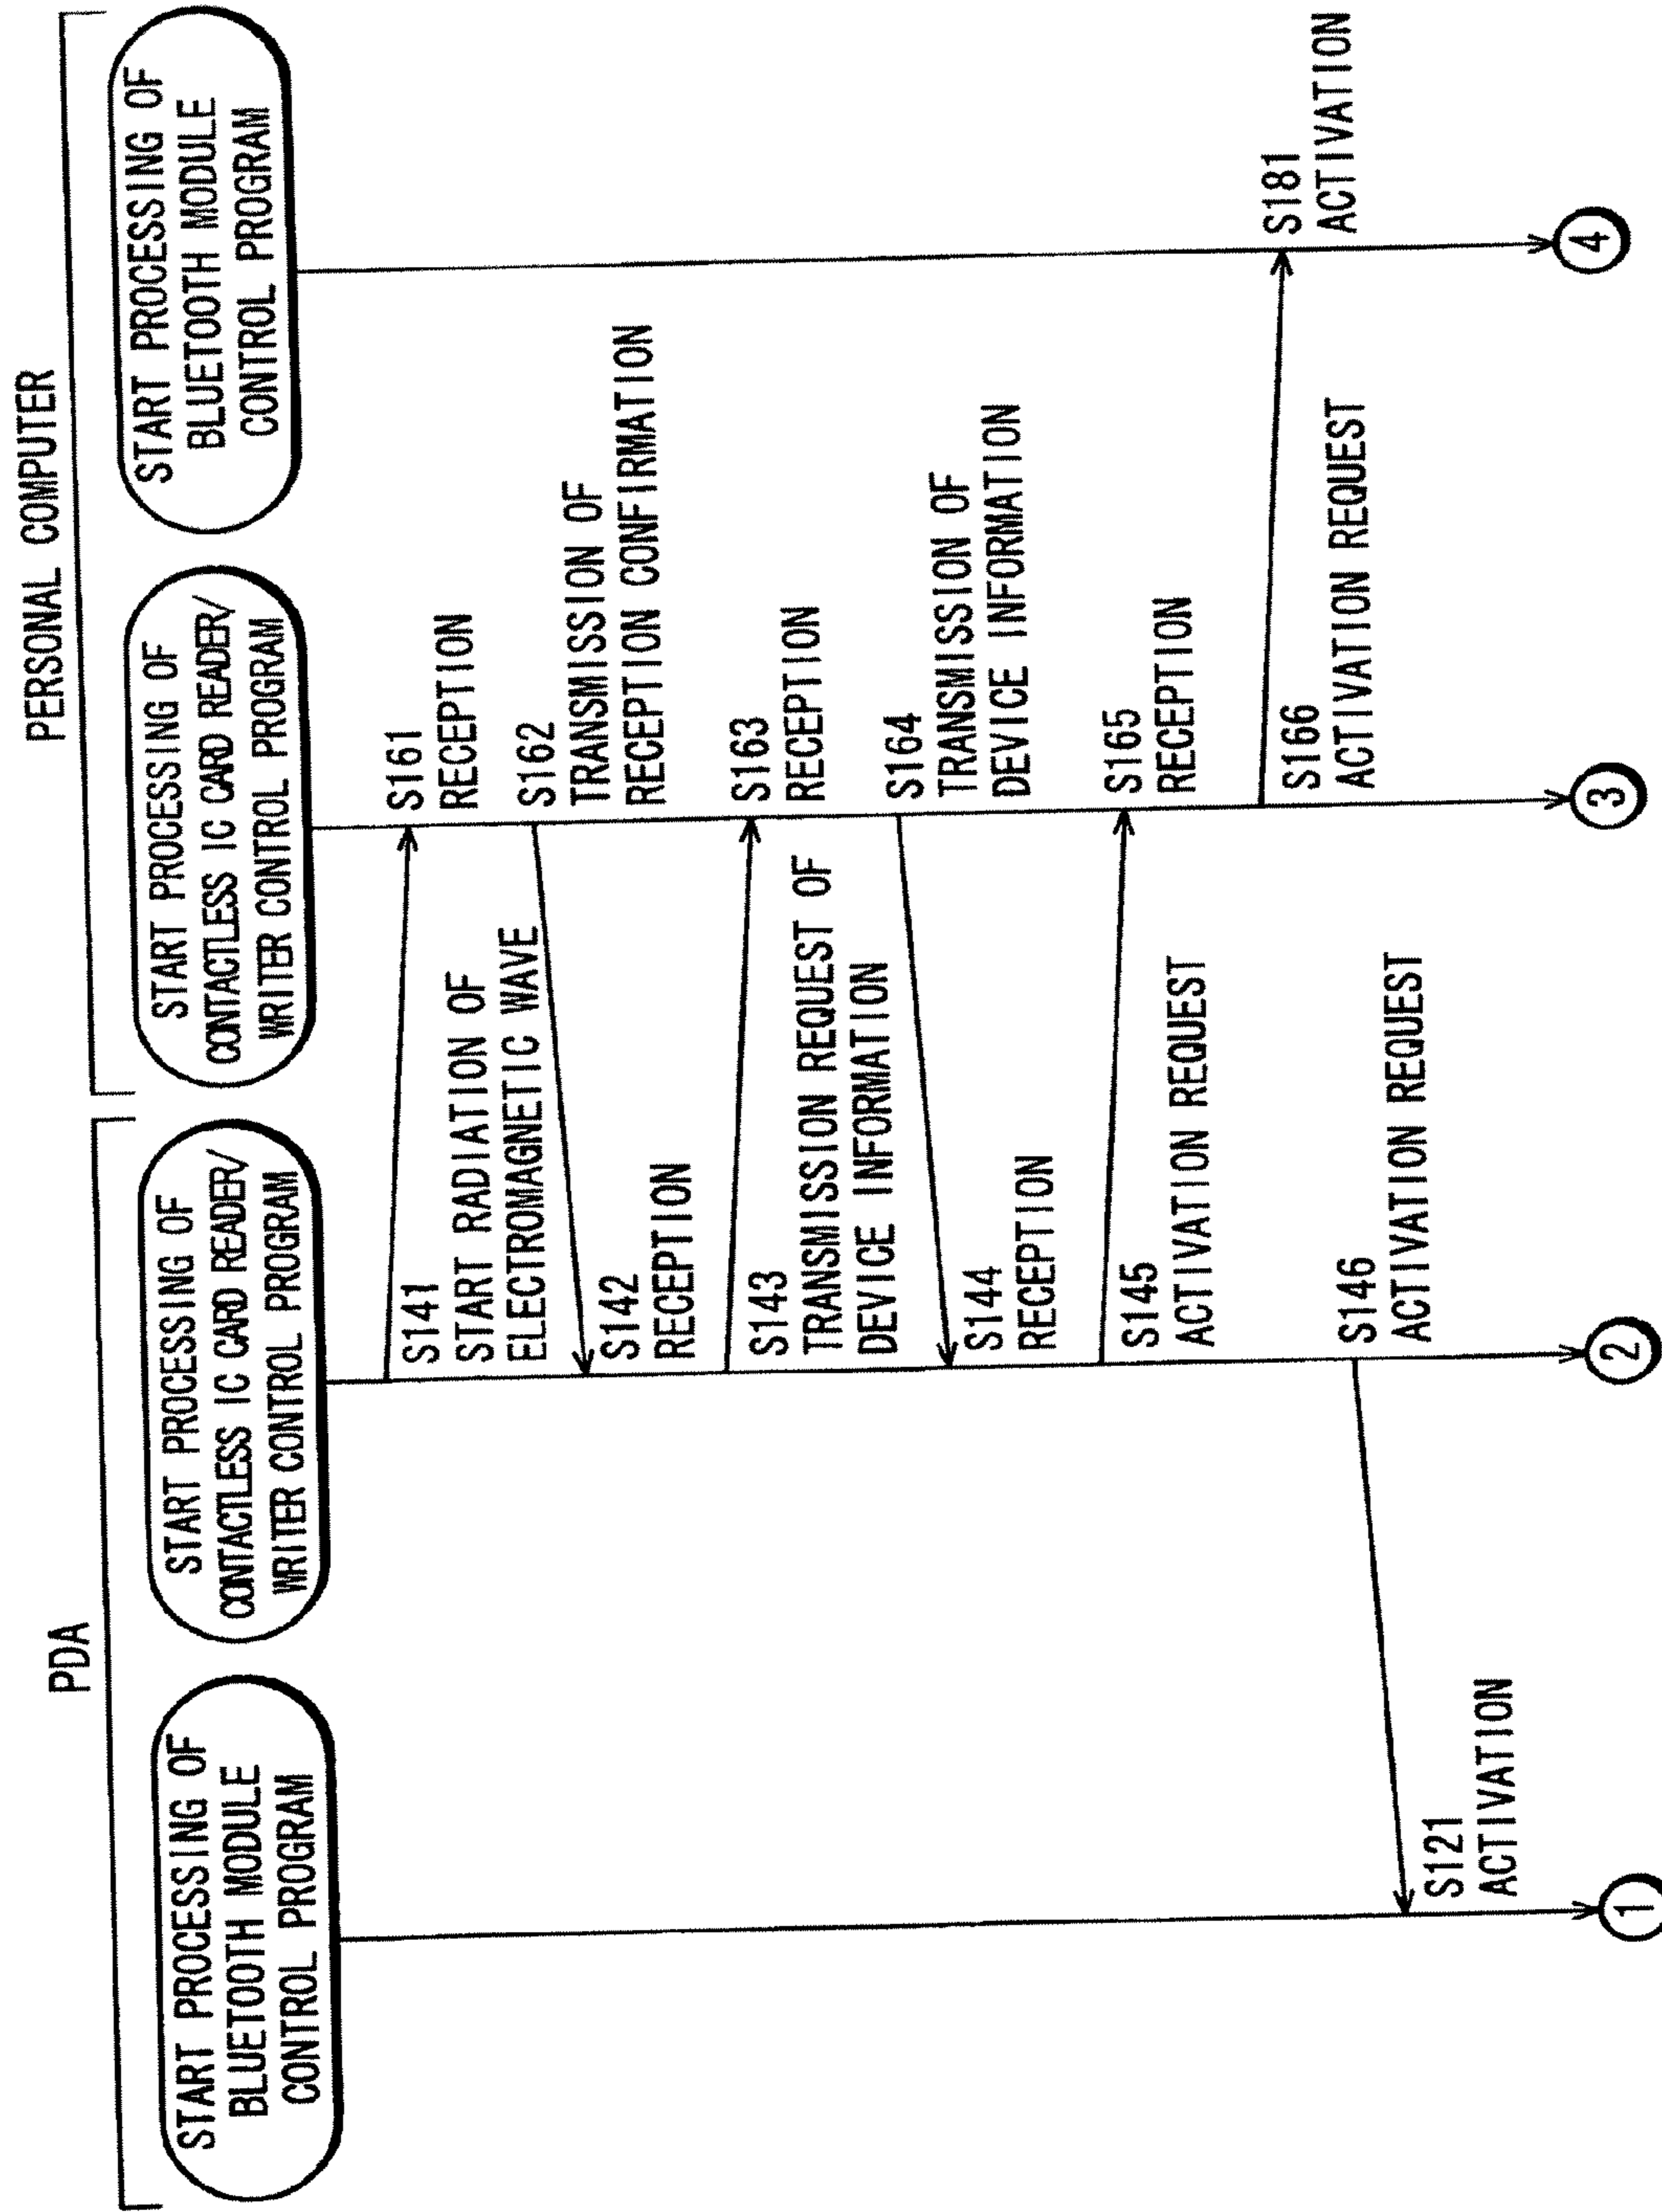 PDA
PERSONAL COMPUTER
START PROCESSING OF
BLUETOOTH MODULE
CONTROL PROGRAM
START PROCESSING OF
CONTACTLESS IC CARD READER/
WRITER CONTROL PROGRAM
START PROCESSING OF
CONTACTLESS IC CARD READER/
WRITER CONTROL PROGRAM
START PROCESSING OF
BLUETOOTH MODULE
CONTROL PROGRAM
S141
START RADIATION OF
ELECTROMAGNETIC WAVE
S161
RECEPTION
S162
TRANSMISSION OF
RECEPTION CONFIRMATION
S142
RECEPTION
S143
TRANSMISSION REQUEST OF
DEVICE INFORMATION
S163
RECEPTION
S164
TRANSMISSION OF
DEVICE INFORMATION
S144
RECEPTION
S145
ACTIVATION REQUEST
S165
RECEPTION
S166
ACTIVATION REQUEST
S181
ACTIVATION
S146
ACTIVATION REQUEST
S121
ACTIVATION
1
2
3
4